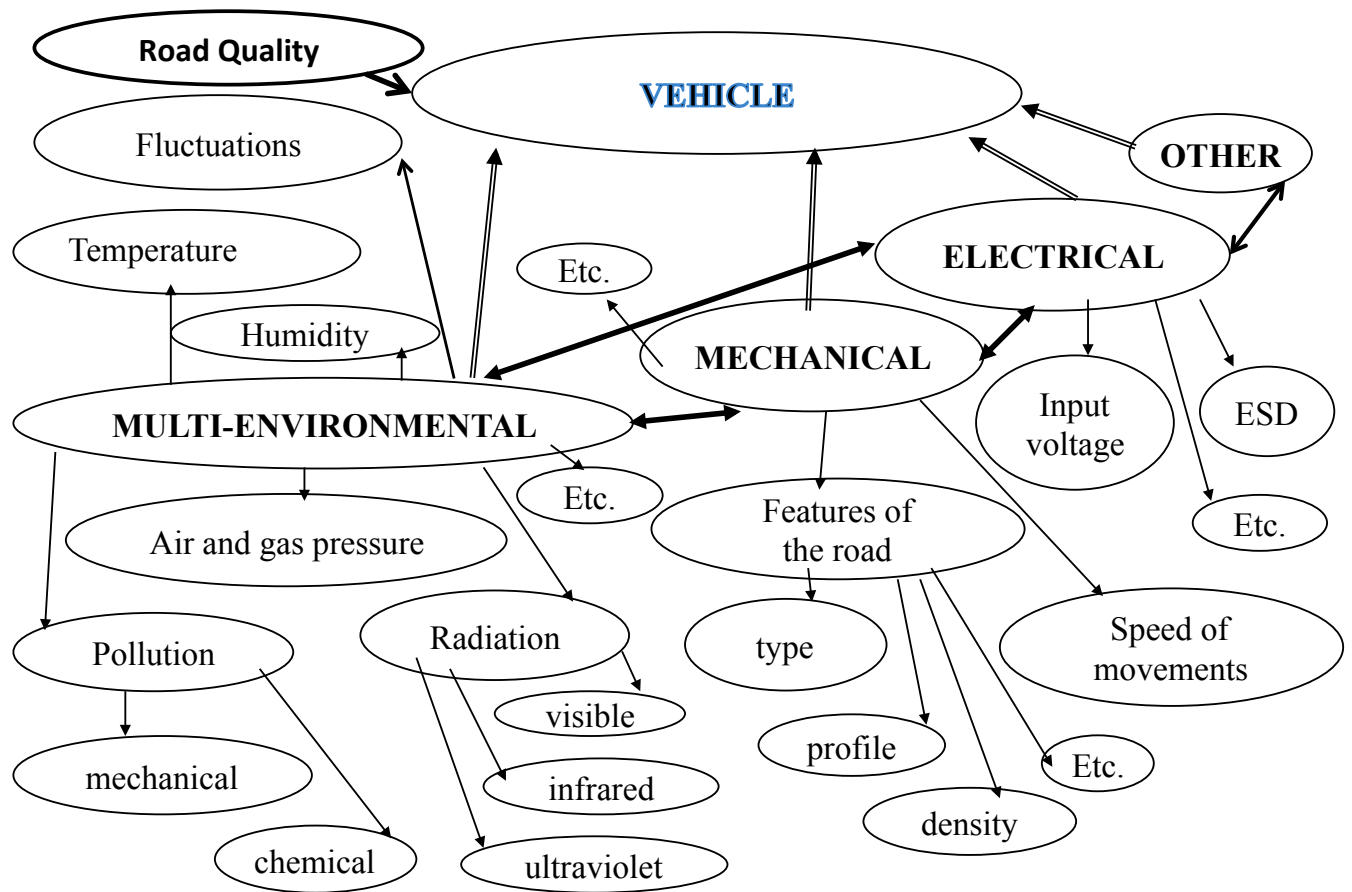 Road Quality
VEHICLE
Fluctuations
OTHER
Temperature
ELECTRICAL
Etc.
Humidity
MECHANICAL
MULTI-ENVIRONMENTAL
Input
voltage
ESD
Etc.
Features of
the road
Etc.
Air and gas pressure
Pollution
Radiation
type
Speed of
movements
visible
profile
Etc.
mechanical
infrared
density
chemical
ultraviolet